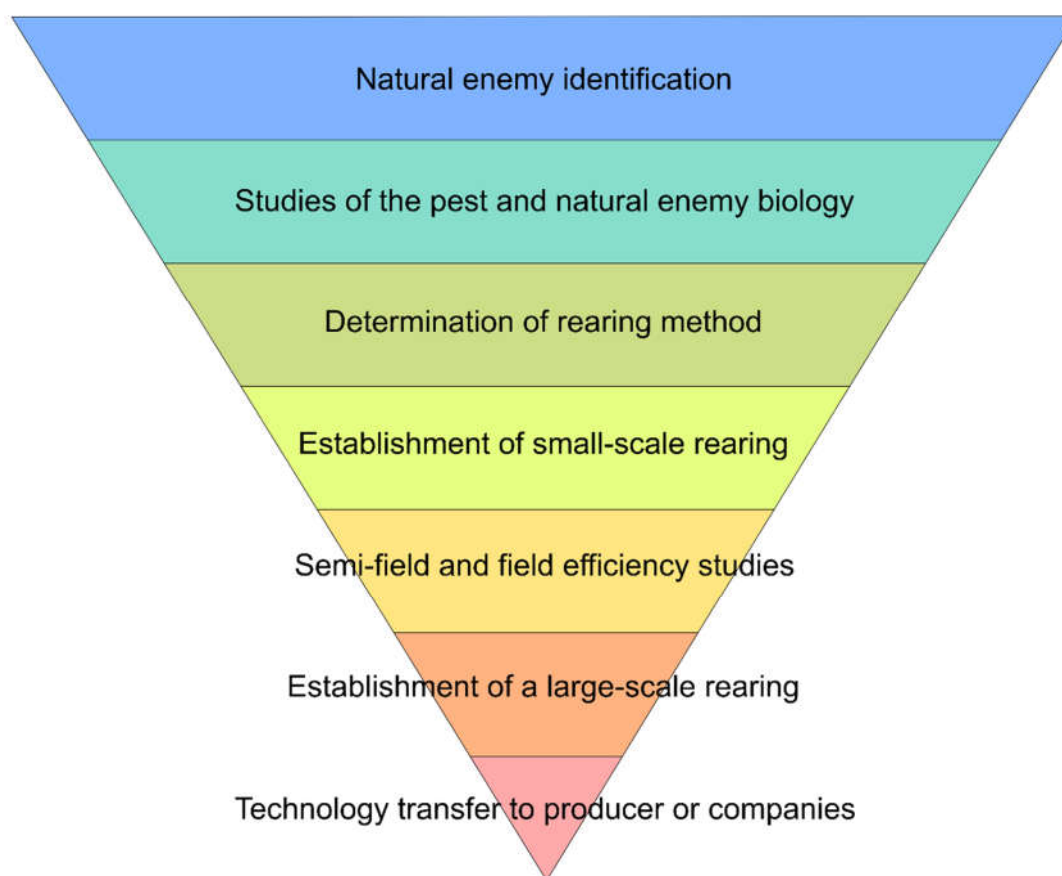 Natural enemy identification
Studies of the pest and natural enemy biology
Determination of rearing method
Establishment of small-scale rearing
Semi-field and field efficiency studies
Establishment of a large-scale rearing
Technology transfer to producer or companies